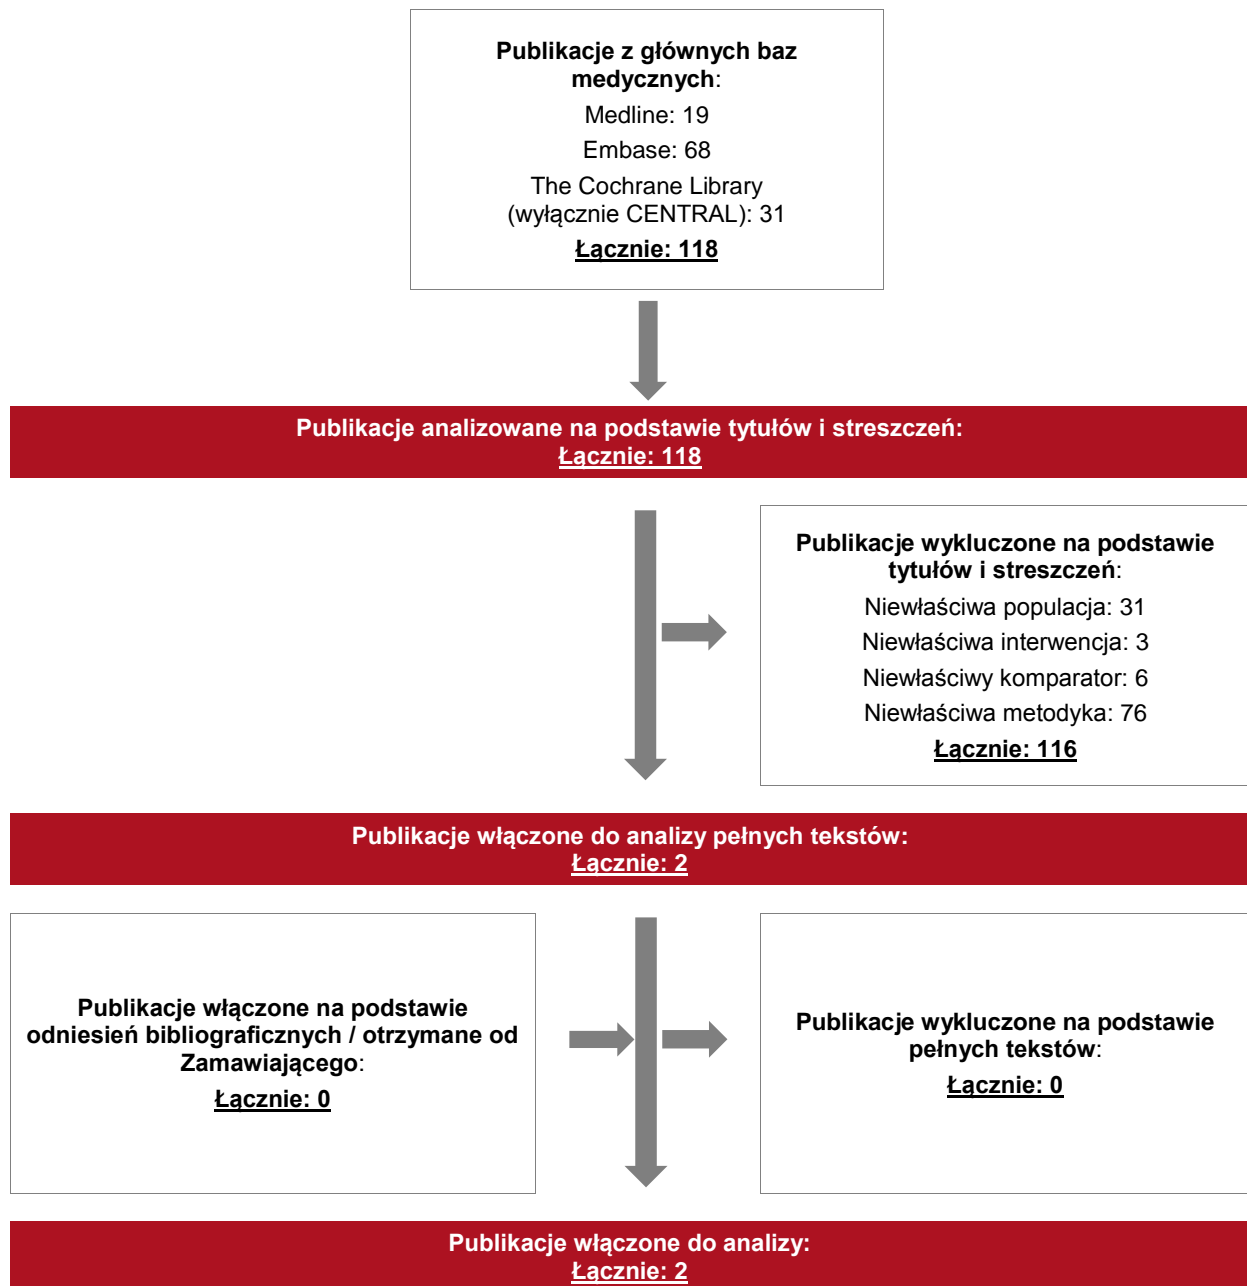 Publikacje z głównych baz
medycznych:
Medline: 19
Embase: 68
The Cochrane Library
(wyłącznie CENTRAL): 31
Łącznie: 118
Publikacje analizowane na podstawie tytułów i streszczeń:
Łącznie: 118
Publikacje wykluczone na podstawie
tytułów i streszczeń:
Niewłaściwa populacja: 31
Niewłaściwa interwencja: 3
Niewłaściwy komparator: 6
Niewłaściwa metodyka: 76
Łącznie: 116
Publikacje włączone do analizy pełnych tekstów:
Łącznie: 2
Publikacje włączone na podstawie
odniesień bibliograficznych / otrzymane od
Zamawiającego:
Łącznie: 0
Publikacje wykluczone na podstawie
pełnych tekstów:
Łącznie: 0
Publikacje włączone do analizy:
Łącznie: 2